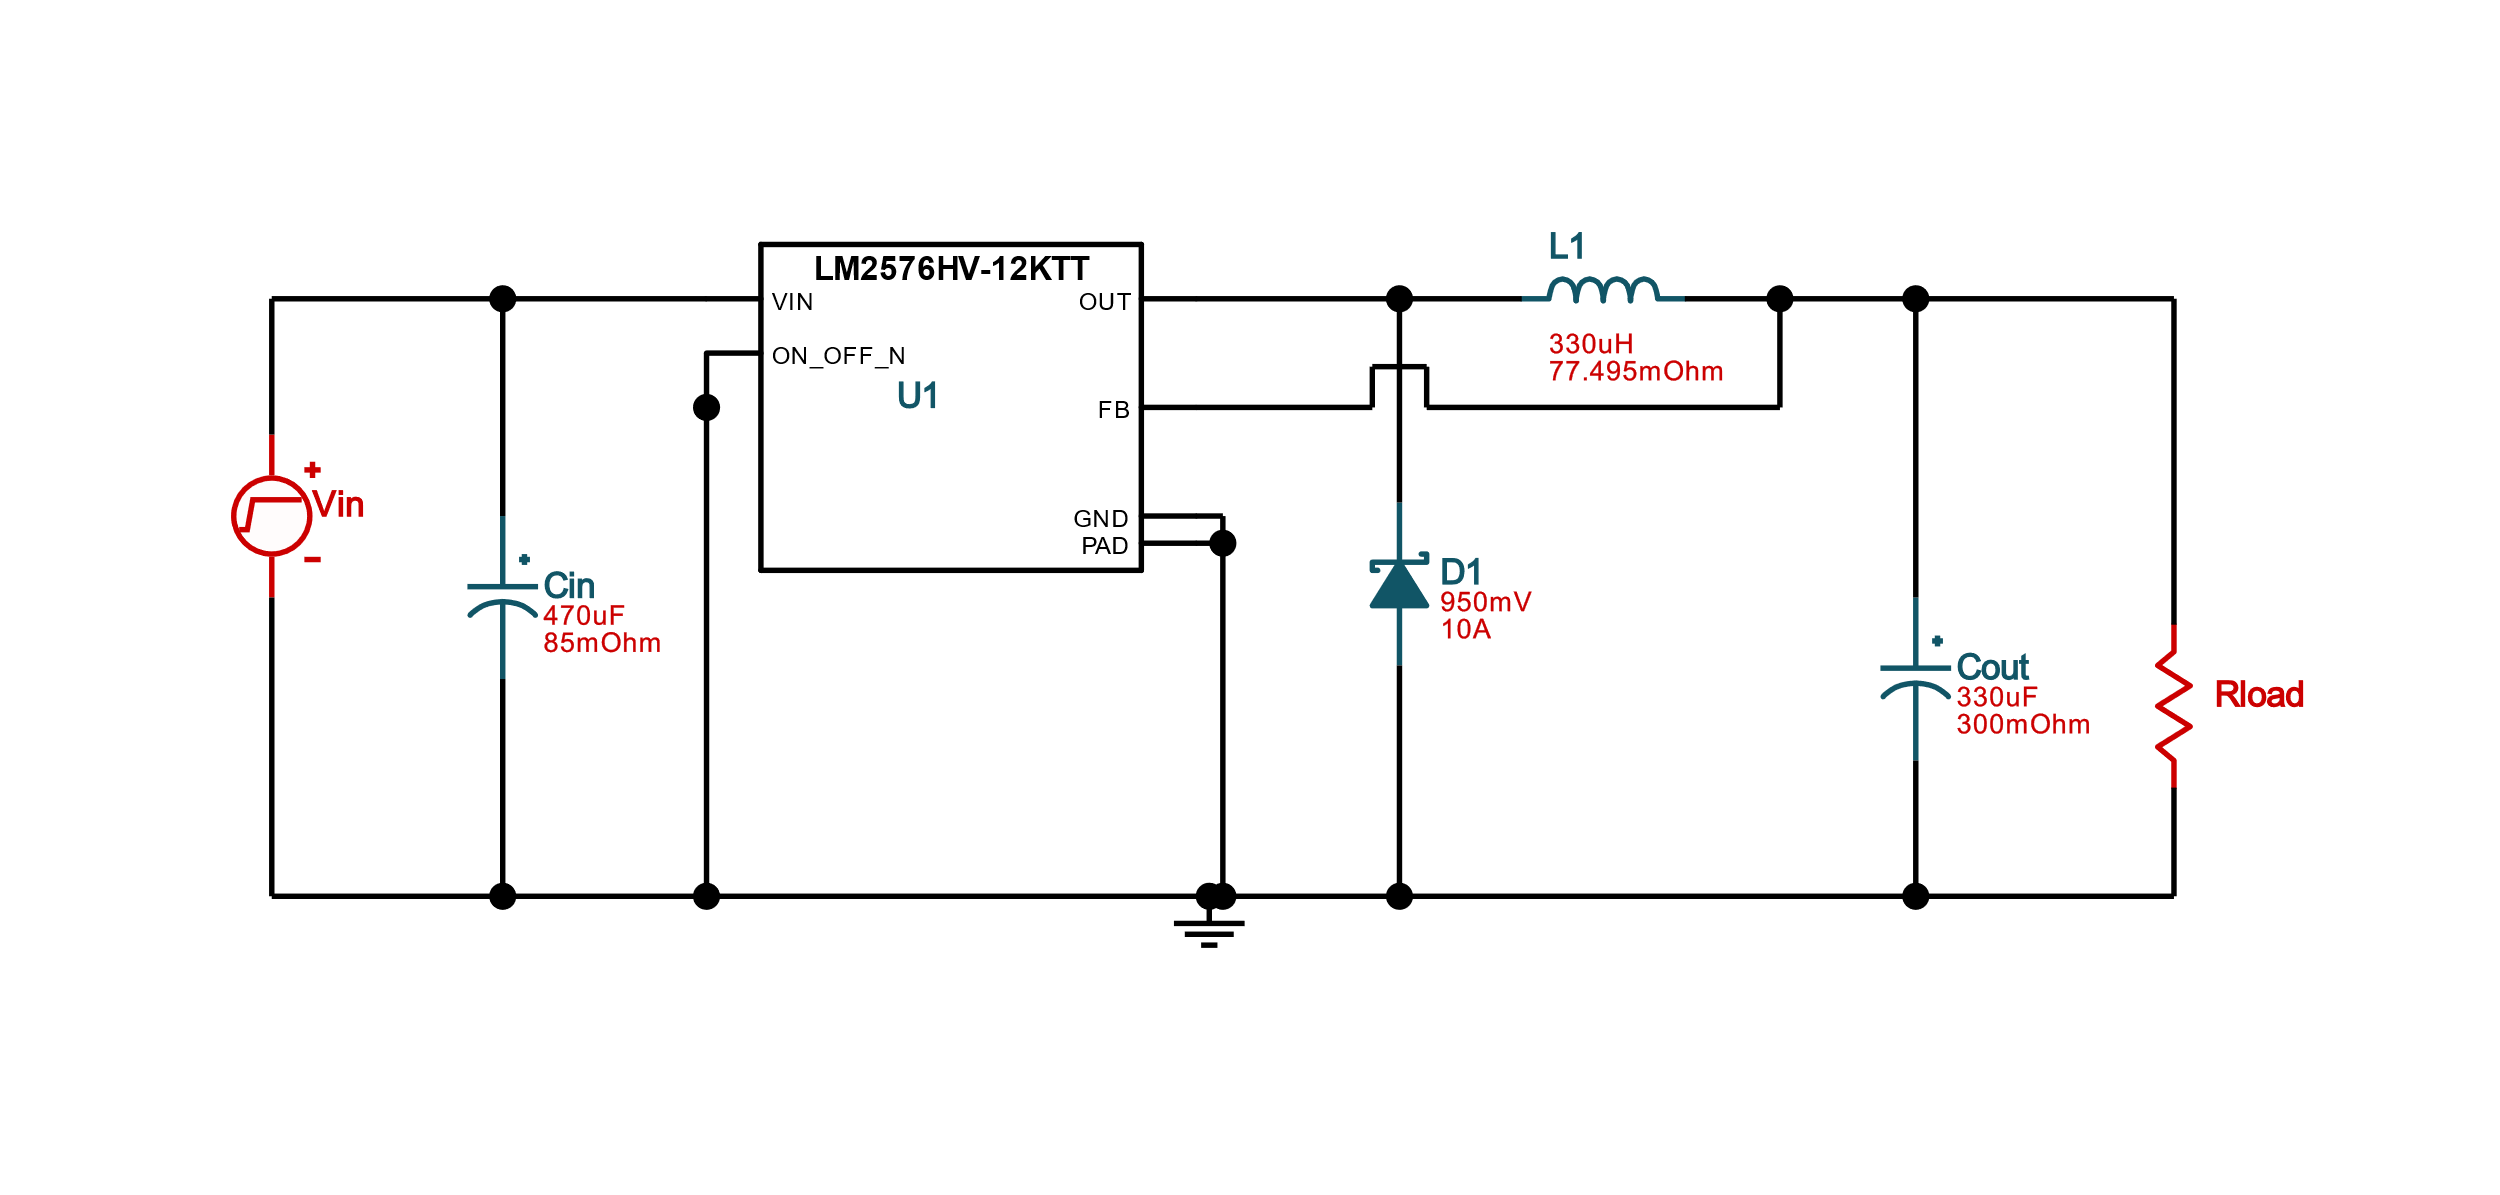 LM2576HV-12KTT
VIN
OUT
ON_OFF_N
U1
FB
GND
PAD
L1
330uH
77.495mOhm
+
Vin
-
+
Cin
470uF
85mOhm
D1
950mV
10A
+
Cout
330uF
300mOhm
Rload